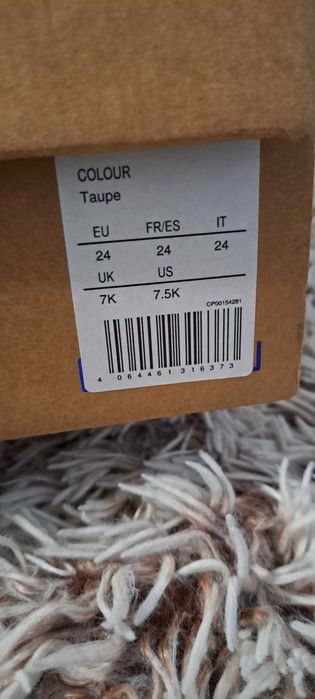 COLOUR
Taupe
EU FR/ES IT
24 24 24
UK US
7K 7.5K
CP00154281
4 064461 316373